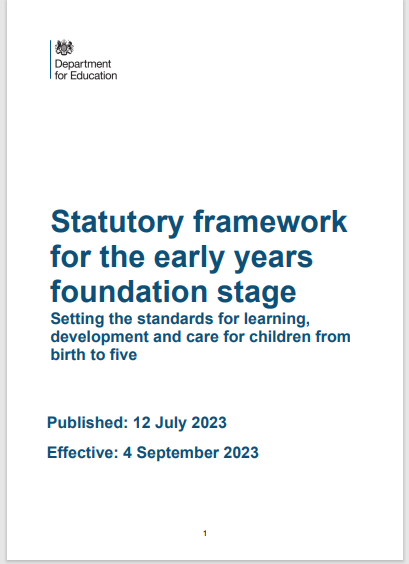 Department
for Education
Statutory framework
for the early years
foundation stage
Setting the standards for learning,
development and care for children from
birth to five
Published: 12 July 2023
Effective: 4 September 2023
1